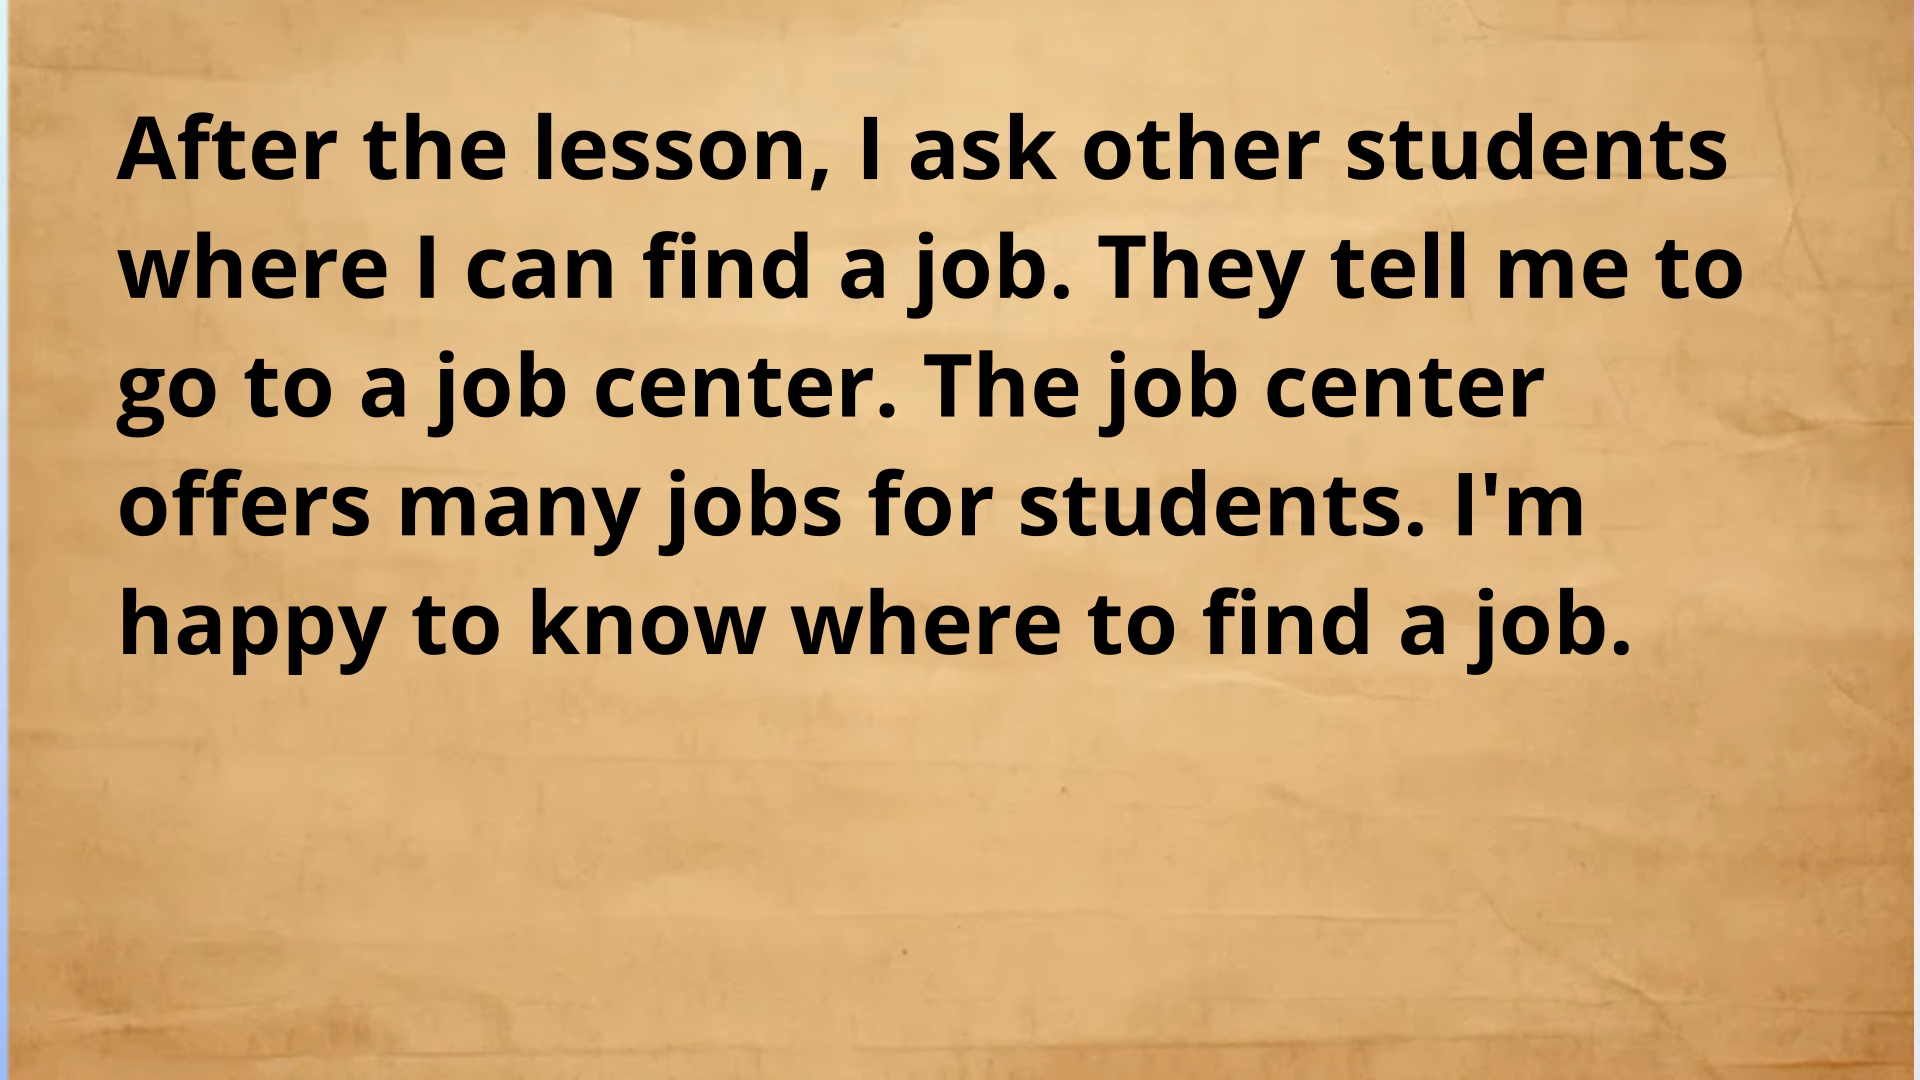 After the lesson, I ask other students
where I can find a job. They tell me to
go to a job center. The job center
offers many jobs for students. I'm
happy to know where to find a job.